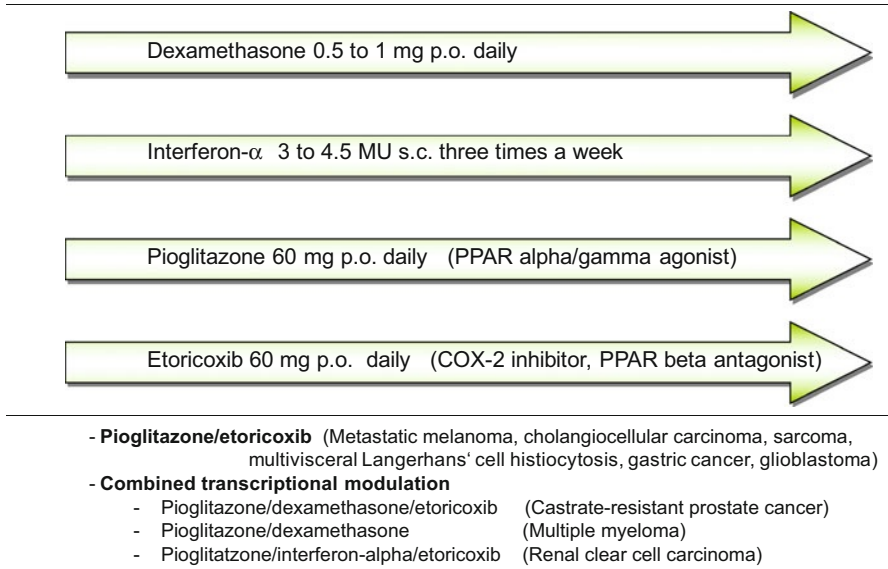 Dexamethasone 0.5 to 1 mg p.o. daily
Interferon-α 3 to 4.5 MU s.c. three times a week
Pioglitazone 60 mg p.o. daily (PPAR alpha/gamma agonist)
Etoricoxib 60 mg p.o. daily (COX-2 inhibitor, PPAR beta antagonist)
- Pioglitazone/etoricoxib (Metastatic melanoma, cholangiocellular carcinoma, sarcoma,
multivisceral Langerhans‘ cell histiocytosis, gastric cancer, glioblastoma)
- Combined transcriptional modulation
- Pioglitazone/dexamethasone/etoricoxib (Castrate-resistant prostate cancer)
- Pioglitazone/dexamethasone (Multiple myeloma)
- Pioglitatzone/interferon-alpha/etoricoxib (Renal clear cell carcinoma)